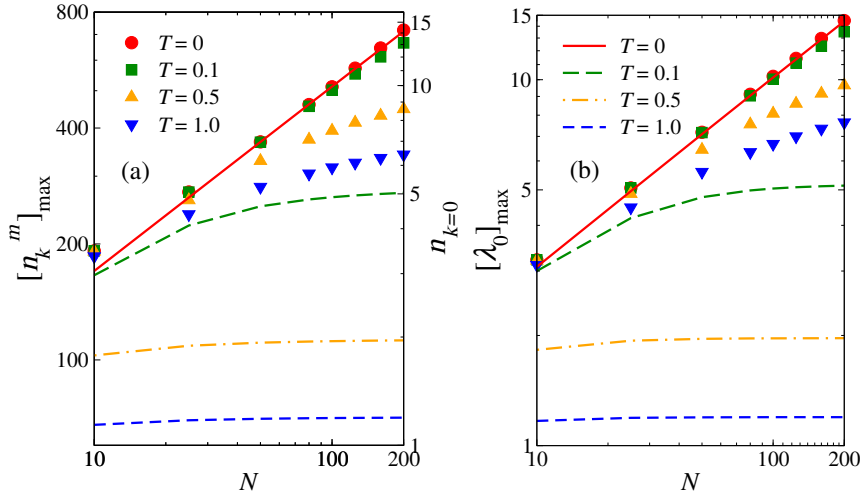 800
400
200
100
[n_k^m]_max
T = 0
T = 0.1
T = 0.5
T = 1.0
(a)
15
10
5
1
n_{k=0}
10
100
200
N
15
10
5
1
[λ_0]_max
T = 0
T = 0.1
T = 0.5
T = 1.0
(b)
10
100
200
N